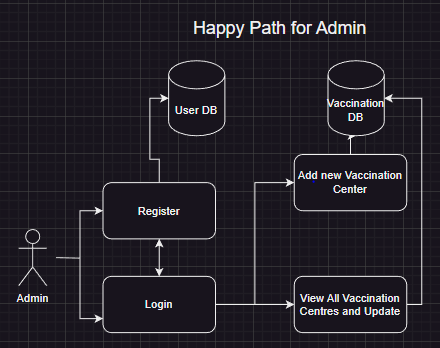 Happy Path for Admin
User DB
Vaccination
DB
Add new Vaccination
Center
Register
Admin
Login
View All Vaccination
Centres and Update